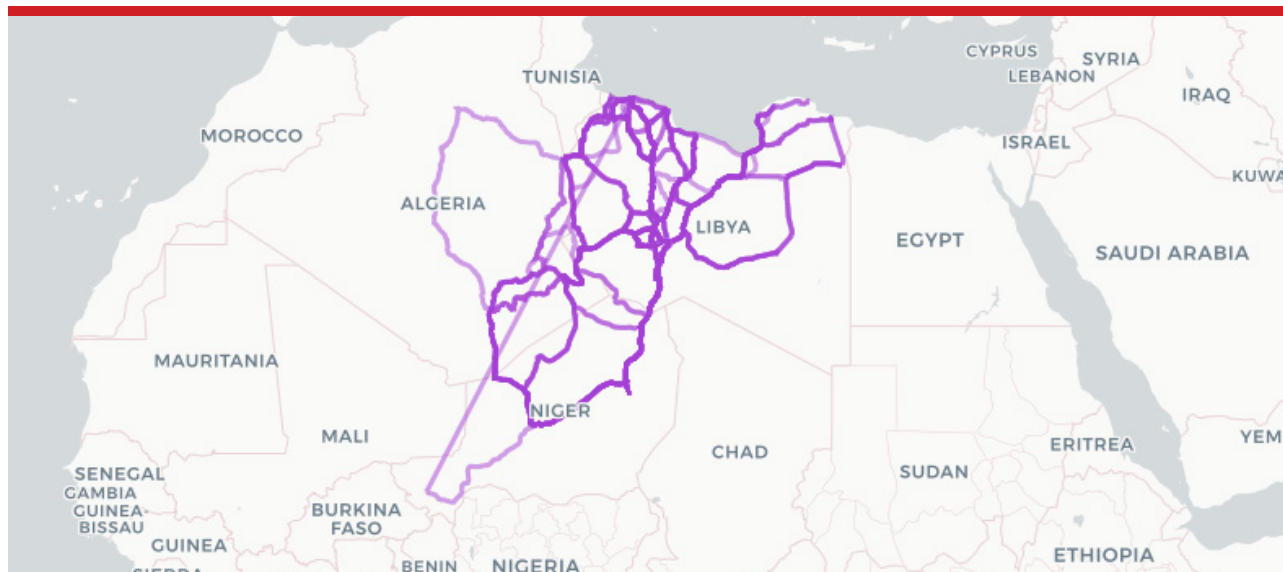 CYPRUS
SYRIA
TUNISIA
LEBANON
IRAQ
MOROCCO
ISRAEL
KUWA
ALGERIA
LIBYA
EGYPT
SAUDI ARABIA
MAURITANIA
NIGER
MALI
YEM
ERITREA
CHAD
SUDAN
SENEGAL
GAMBIA
GUINEA-
BISSAU
BURKINA
FASO
GUINEA
ETHIOPIA
BENIN
NIGERIA
SIERRA